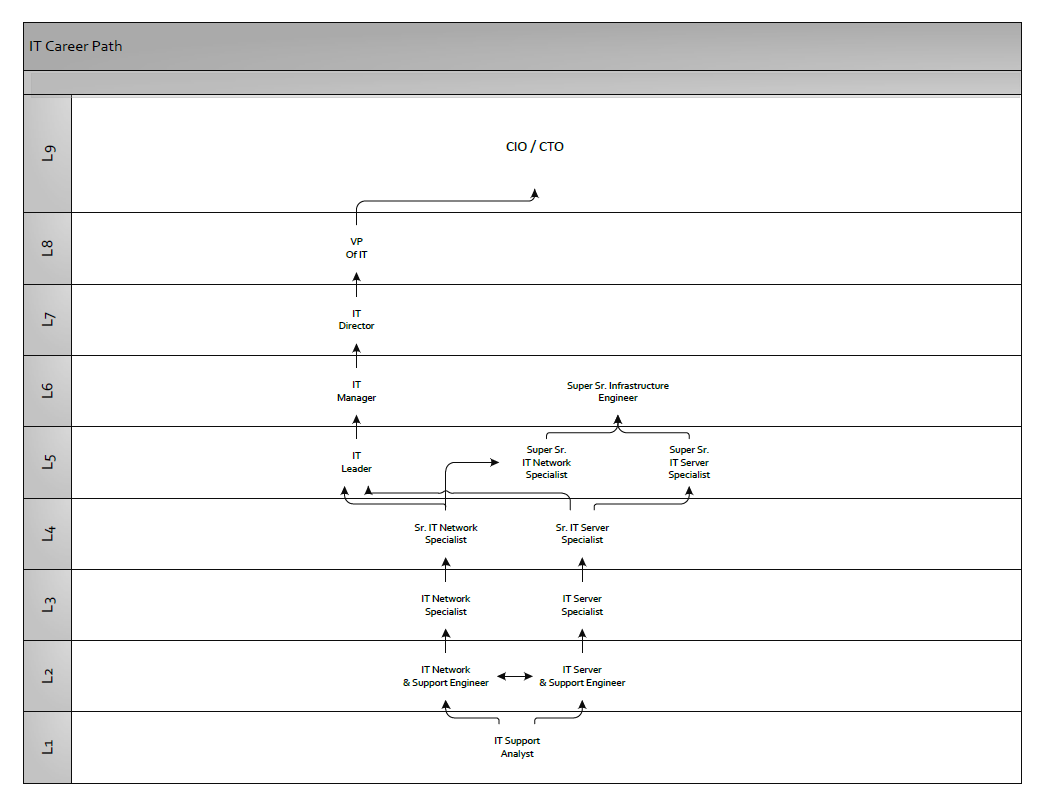 IT Career Path
L9
CIO / CTO
L8
VP
Of IT
L7
IT
Director
L6
IT
Manager
Super Sr. Infrastructure
Engineer
L5
IT
Leader
Super Sr.
IT Network
Specialist
Super Sr.
IT Server
Specialist
L4
Sr. IT Network
Specialist
Sr. IT Server
Specialist
L3
IT Network
Specialist
IT Server
Specialist
L2
IT Network
& Support Engineer
IT Server
& Support Engineer
L1
IT Support
Analyst